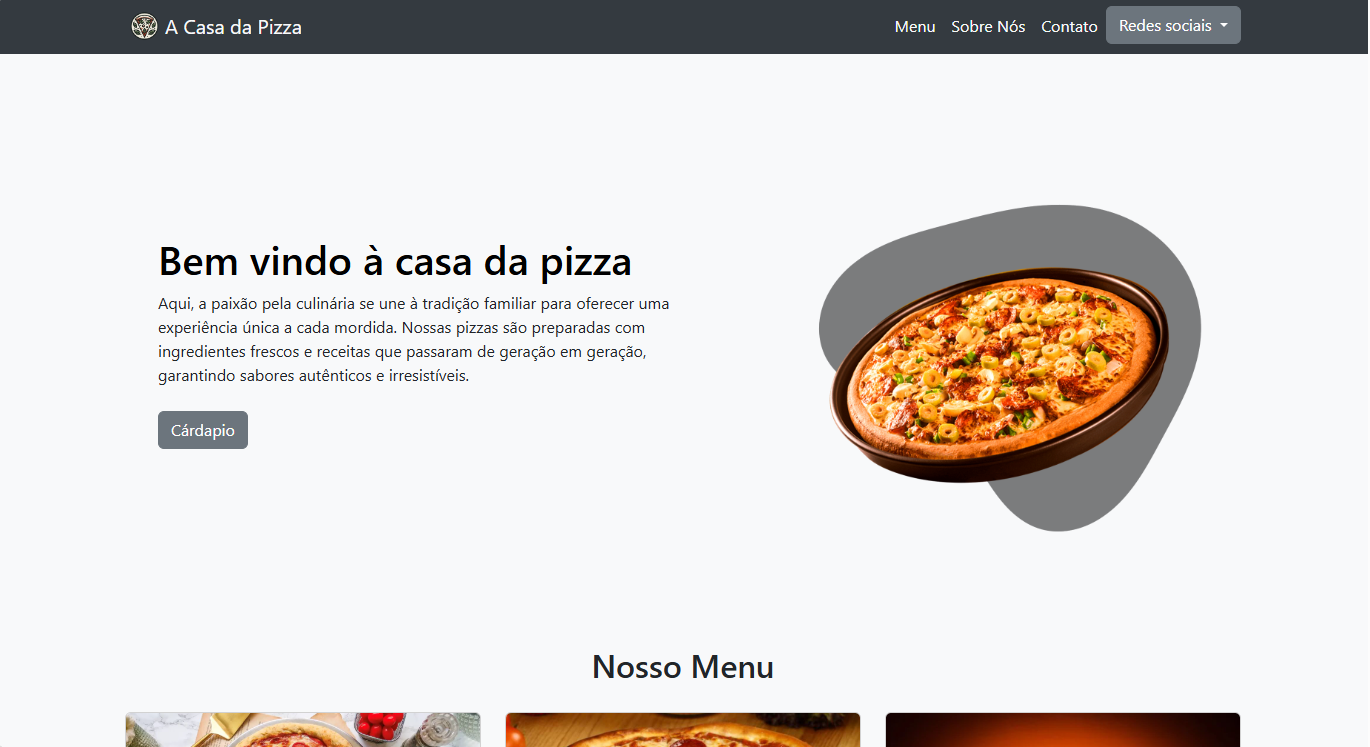 A Casa da Pizza
Menu
Sobre Nós
Contato
Redes sociais
Bem vindo à casa da pizza
Aqui, a paixão pela culinária se une à tradição familiar para oferecer uma
experiência única a cada mordida. Nossas pizzas são preparadas com
ingredientes frescos e receitas que passaram de geração em geração,
garantindo sabores autênticos e irresistíveis.
Cárdapio
Nosso Menu